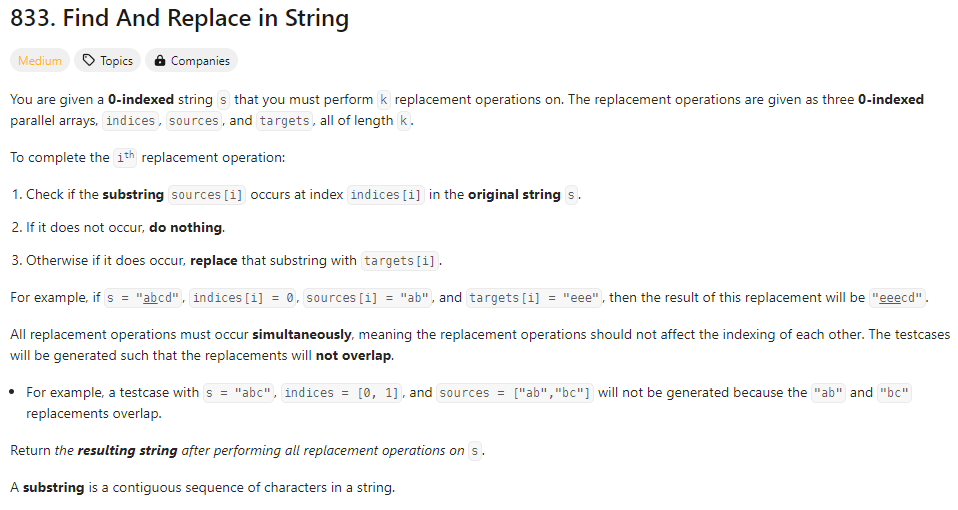 833. Find And Replace in String
Medium Topics Companies
You are given a 0-indexed string s that you must perform k replacement operations on. The replacement operations are given as three 0-indexed
parallel arrays, indices, sources, and targets, all of length k.
To complete the ith replacement operation:
1. Check if the substring sources[i] occurs at index indices[i] in the original string s.
2. If it does not occur, do nothing.
3. Otherwise if it does occur, replace that substring with targets[i].
For example, if s = "abcd", indices[i] = 0, sources[i] = "ab", and targets[i] = "eee", then the result of this replacement will be "eeecd".
All replacement operations must occur simultaneously, meaning the replacement operations should not affect the indexing of each other. The testcases
will be generated such that the replacements will not overlap.
• For example, a testcase with s = "abc", indices = [0, 1], and sources = ["ab","bc"] will not be generated because the "ab" and "bc"
replacements overlap.
Return the resulting string after performing all replacement operations on s.
A substring is a contiguous sequence of characters in a string.